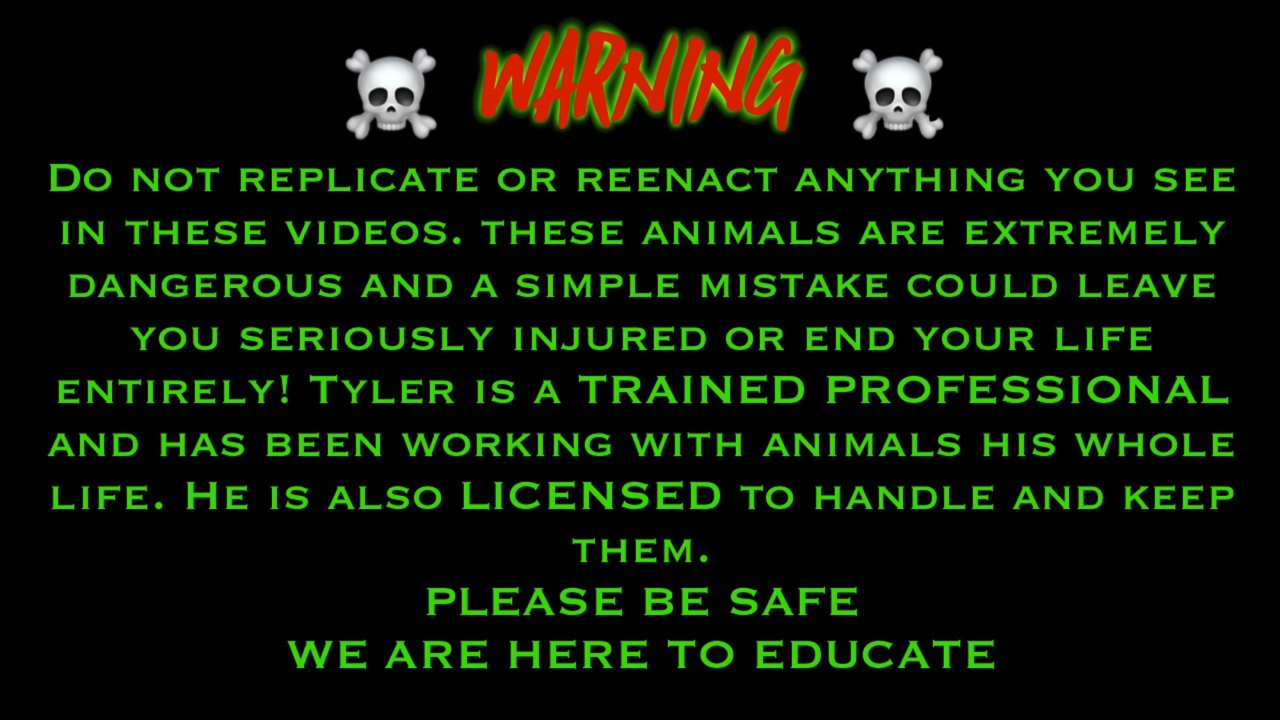 WARNING
Do not replicate or reenact anything you see
in these videos. these animals are extremely
dangerous and a simple mistake could leave
you seriously injured or end your life
entirely! Tyler is a TRAINED PROFESSIONAL
and has been working with animals his whole
life. He is also LICENSED to handle and keep
them.
PLEASE BE SAFE
WE ARE HERE TO EDUCATE